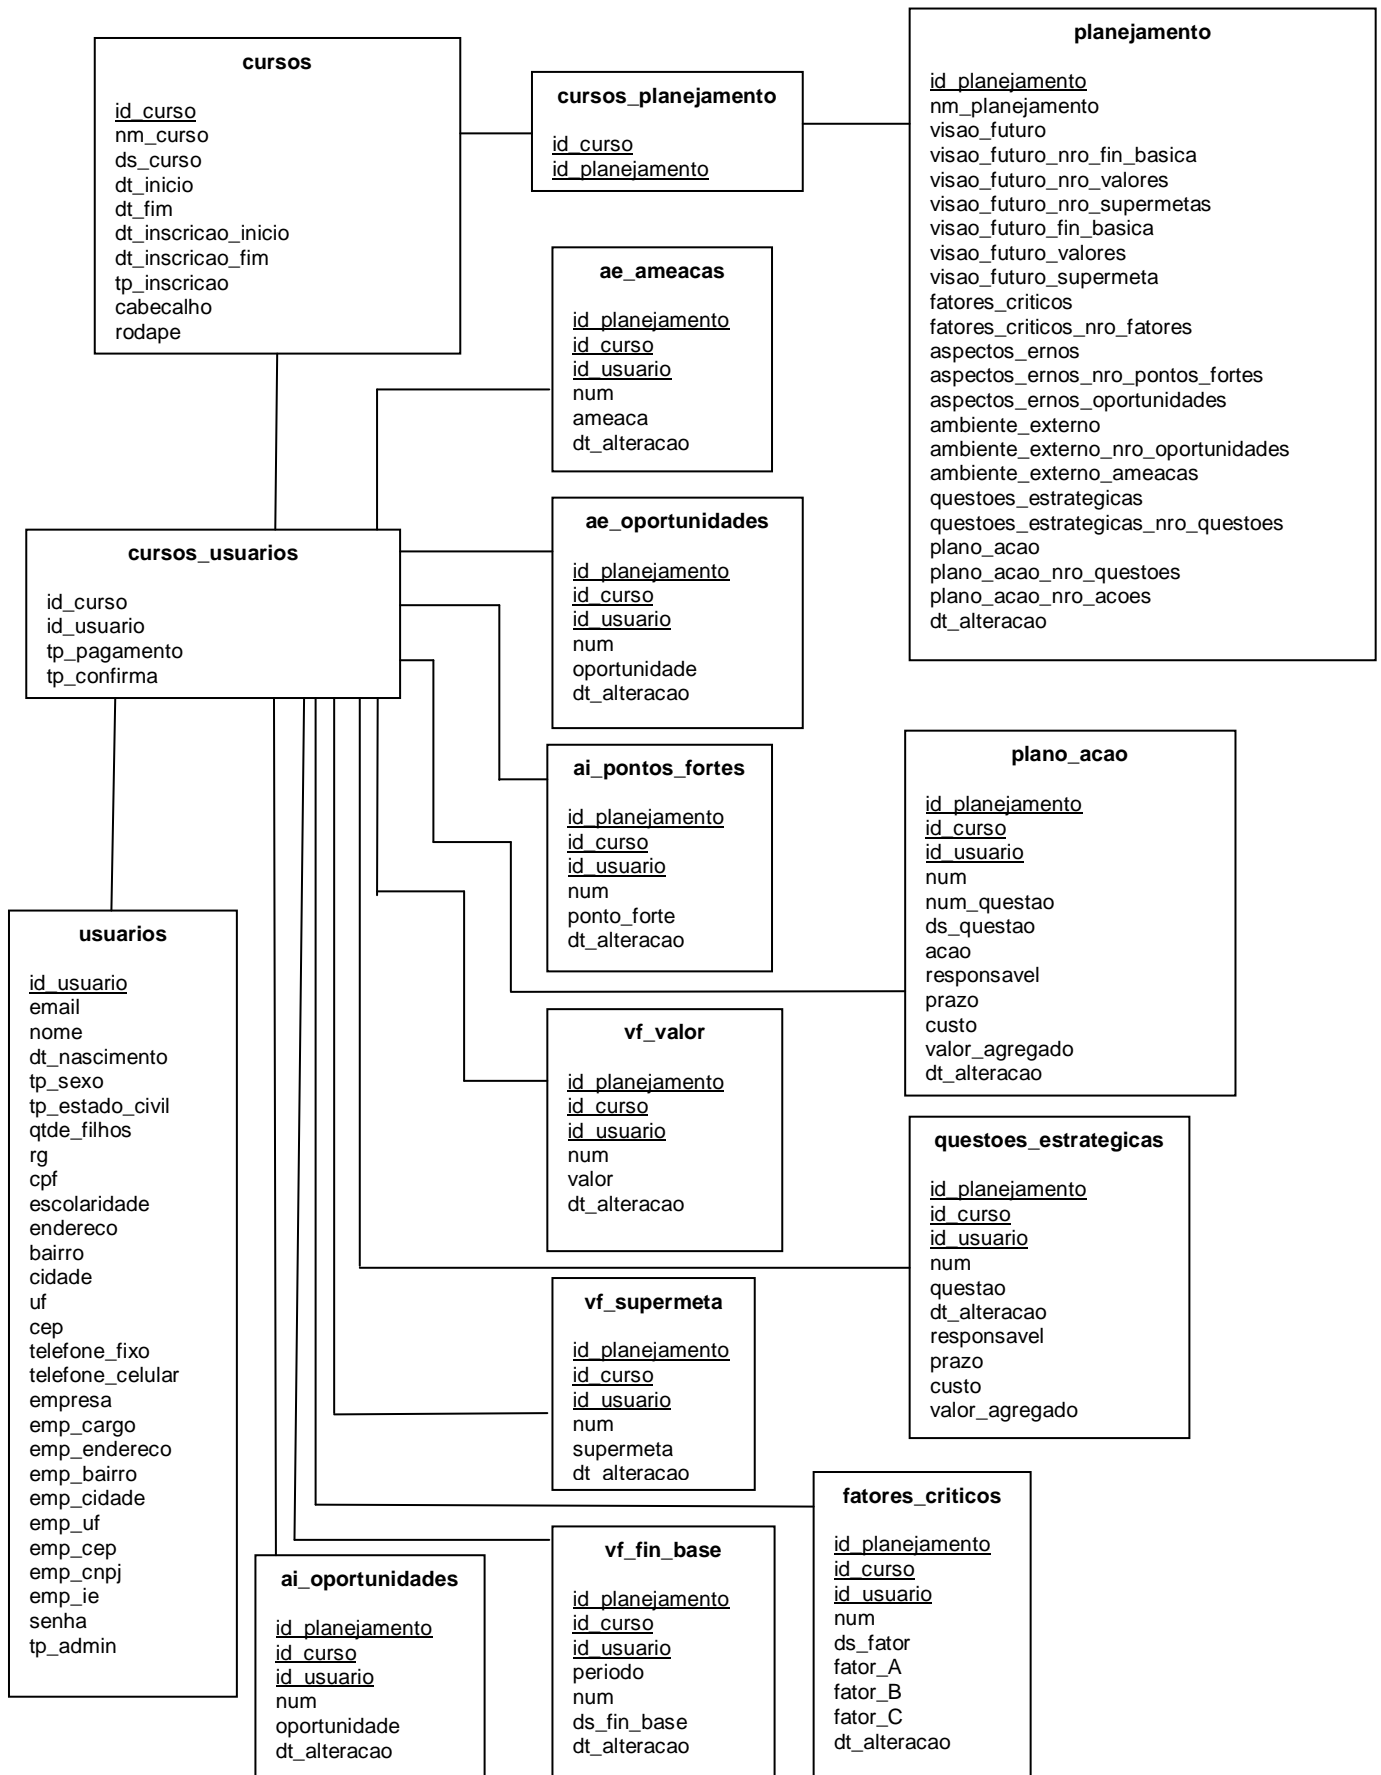 cursos
id_curso
nm_curso
ds_curso
dt_inicio
dt_fim
dt_inscricao_inicio
dt_inscricao_fim
tp_inscricao
cabecalho
rodape
cursos_planejamento
id_curso
id_planejamento
planejamento
id_planejamento
nm_planejamento
visao_futuro
visao_futuro_nro_fin_basica
visao_futuro_nro_valores
visao_futuro_nro_supermetas
visao_futuro_fin_basica
visao_futuro_valores
visao_futuro_supermeta
fatores_criticos
fatores_criticos_nro_fatores
aspectos_ernos
aspectos_ernos_nro_pontos_fortes
aspectos_ernos_oportunidades
ambiente_externo
ambiente_externo_nro_oportunidades
ambiente_externo_ameacas
questoes_estrategicas
questoes_estrategicas_nro_questoes
plano_acao
plano_acao_nro_questoes
plano_acao_nro_acoes
dt_alteracao
ae_ameacas
id_planejamento
id_curso
id_usuario
num
ameaca
dt_alteracao
cursos_usuarios
id_curso
id_usuario
tp_pagamento
tp_confirma
ae_oportunidades
id_planejamento
id_curso
id_usuario
num
oportunidade
dt_alteracao
ai_pontos_fortes
id_planejamento
id_curso
id_usuario
num
ponto_forte
dt_alteracao
plano_acao
id_planejamento
id_curso
id_usuario
num
num_questao
ds_questao
acao
responsavel
prazo
custo
valor_agregado
dt_alteracao
usuarios
id_usuario
email
nome
dt_nascimento
tp_sexo
tp_estado_civil
qtde_filhos
rg
cpf
escolaridade
endereco
bairro
cidade
uf
cep
telefone_fixo
telefone_celular
empresa
emp_cargo
emp_endereco
emp_bairro
emp_cidade
emp_uf
emp_cep
emp_cnpj
emp_ie
senha
tp_admin
vf_valor
id_planejamento
id_curso
id_usuario
num
valor
dt_alteracao
questoes_estrategicas
id_planejamento
id_curso
id_usuario
num
questao
dt_alteracao
responsavel
prazo
custo
valor_agregado
vf_supermeta
id_planejamento
id_curso
id_usuario
num
supermeta
dt_alteracao
fatores_criticos
id_planejamento
id_curso
id_usuario
num
ds_fator
fator_A
fator_B
fator_C
dt_alteracao
vf_fin_base
id_planejamento
id_curso
id_usuario
periodo
num
ds_fin_base
dt_alteracao
ai_oportunidades
id_planejamento
id_curso
id_usuario
num
oportunidade
dt_alteracao